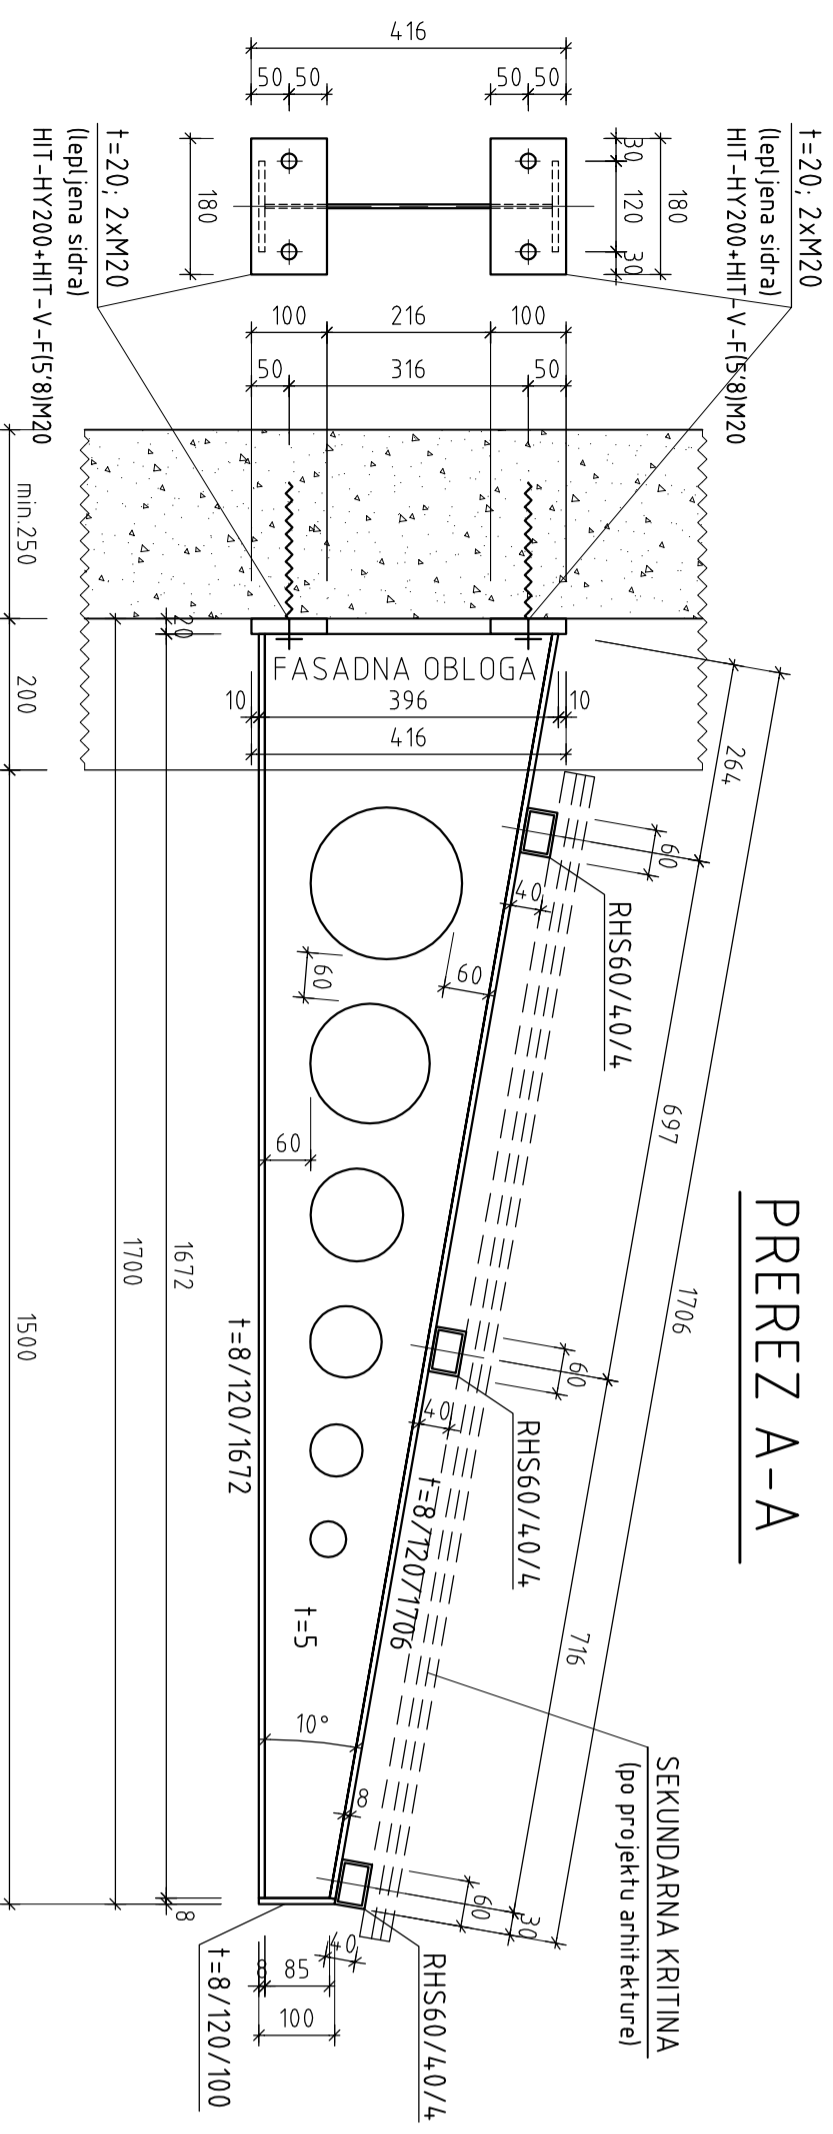 PREREZ A-A
t=20; 2xM20
(lepljena sidra)
HIT-HY200+HIT-V-F(5'8)M20
180
30
120
30
416
50
50
50
50
180
t=20; 2xM20
(lepljena sidra)
HIT-HY200+HIT-V-F(5'8)M20
100
216
100
50
316
50
min.250
20
200
FASADNA OBLOGA
10
396
10
416
264
60
40
RHS60/40/4
60
60
60
697
1706
1672
1700
1500
t=8/120/1672
60
40
RHS60/40/4
t=8/120/1706
716
t=5
10°
8
SEKUNDARNA KRITINA
(po projektu arhitekture)
60
30
40
RHS60/40/4
8
8
85
100
t=8/120/100